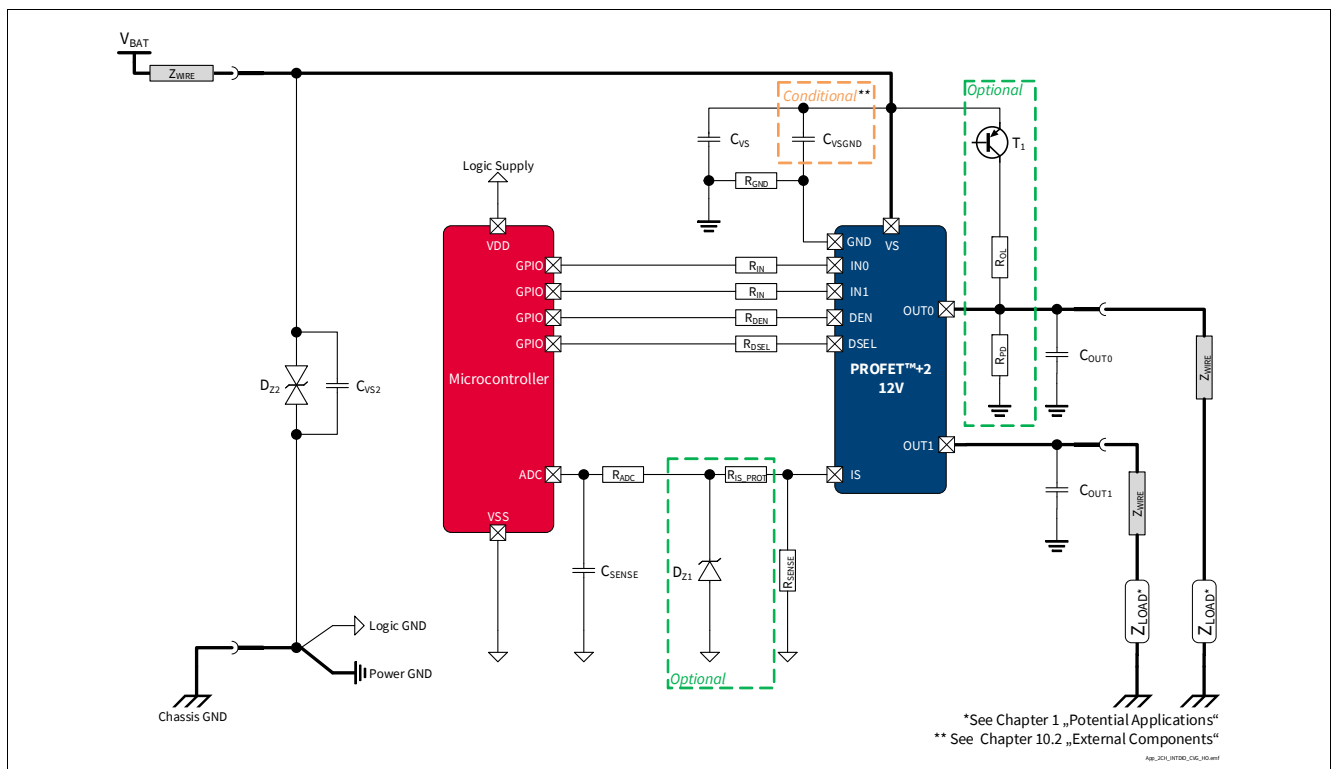 VBAT
ZWIRE
Conditional**
Optional
CVS
CVSGND
T1
Logic Supply
RGND
VDD
GND
VS
GPIO
RIN
IN0
ROL
GPIO
RIN
IN1
GPIO
RDEN
DEN
OUT0
GPIO
RDSEL
DSEL
RPD
COUT0
ZWIRE
DZ2
CVS2
Microcontroller
PROFET™+2
12V
OUT1
ADC
RADC
RIS_PROT
IS
COUT1
ZWIRE
VSS
CSENSE
DZ1
RSENSE
ZLOAD*
ZLOAD*
Logic GND
Power GND
Optional
Chassis GND
*See Chapter 1 „Potential Applications“
** See Chapter 10.2 „External Components“
App_2CH_INTDIO_CVG_HO.emf